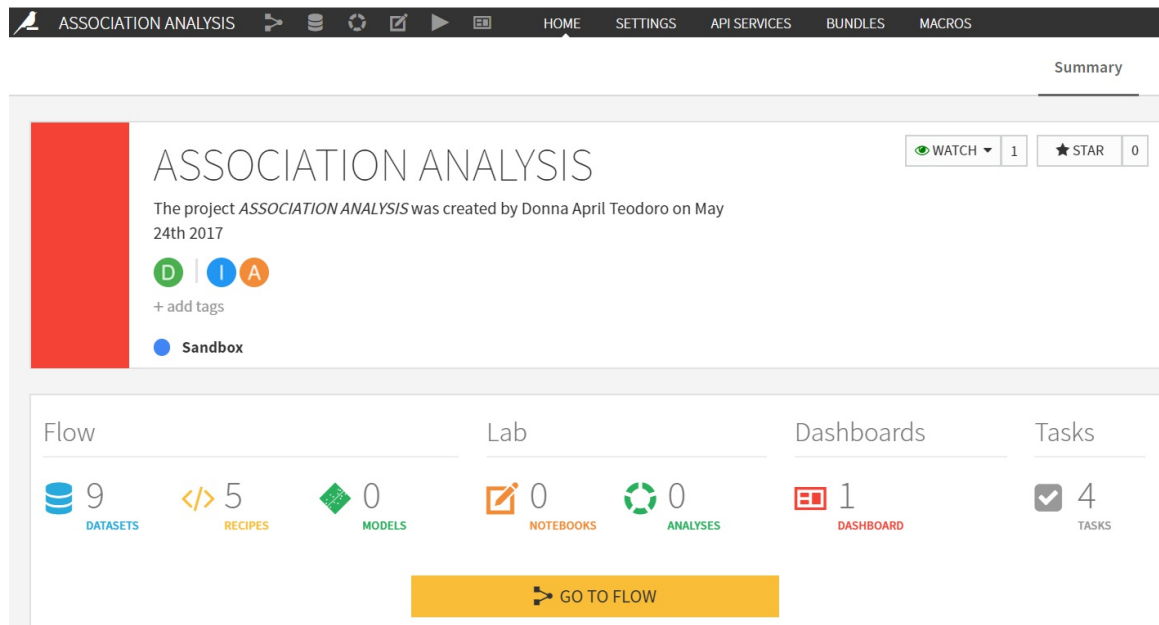 ASSOCIATION ANALYSIS HOME SETTINGS API SERVICES BUNDLES MACROS
Summary
ASSOCIATION ANALYSIS
WATCH 1 STAR 0
The project ASSOCIATION ANALYSIS was created by Donna April Teodoro on May
24th 2017
D I A
+ add tags
Sandbox
Flow Lab Dashboards Tasks
9 5 0 0 0 1 4
DATASETS RECIPES MODELS NOTEBOOKS ANALYSES DASHBOARD TASKS
GO TO FLOW